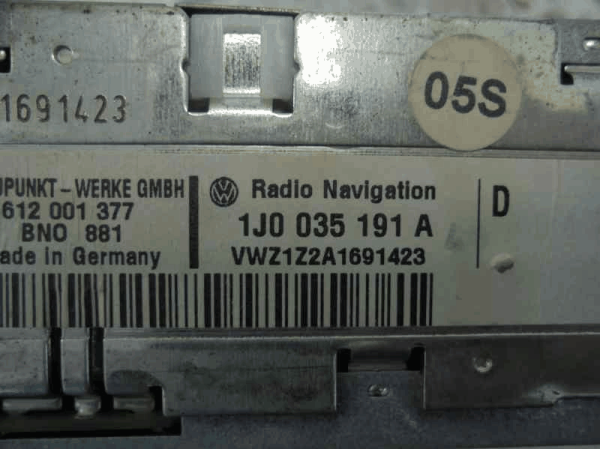 1691423
05S
UPUNKT - WERKE GMBH
612 001 377
BNO 881
ade in Germany
VW Radio Navigation
1J0 035 191 A
VWZ1Z2A1691423
D